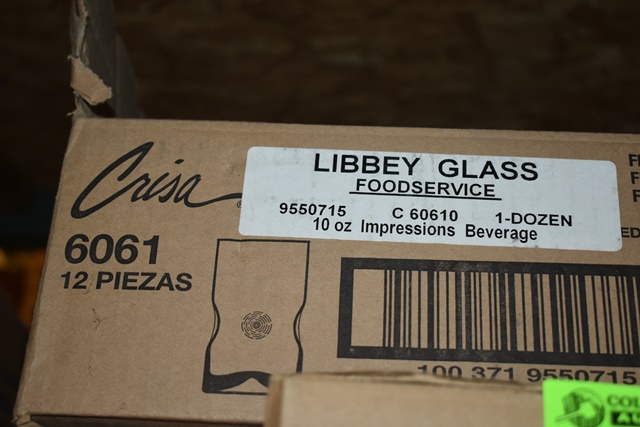 Crisa
6061
12 PIEZAS
LIBBEY GLASS
FOODSERVICE
9550715 C 60610 1-DOZEN
10 oz Impressions Beverage
100 371 9550715